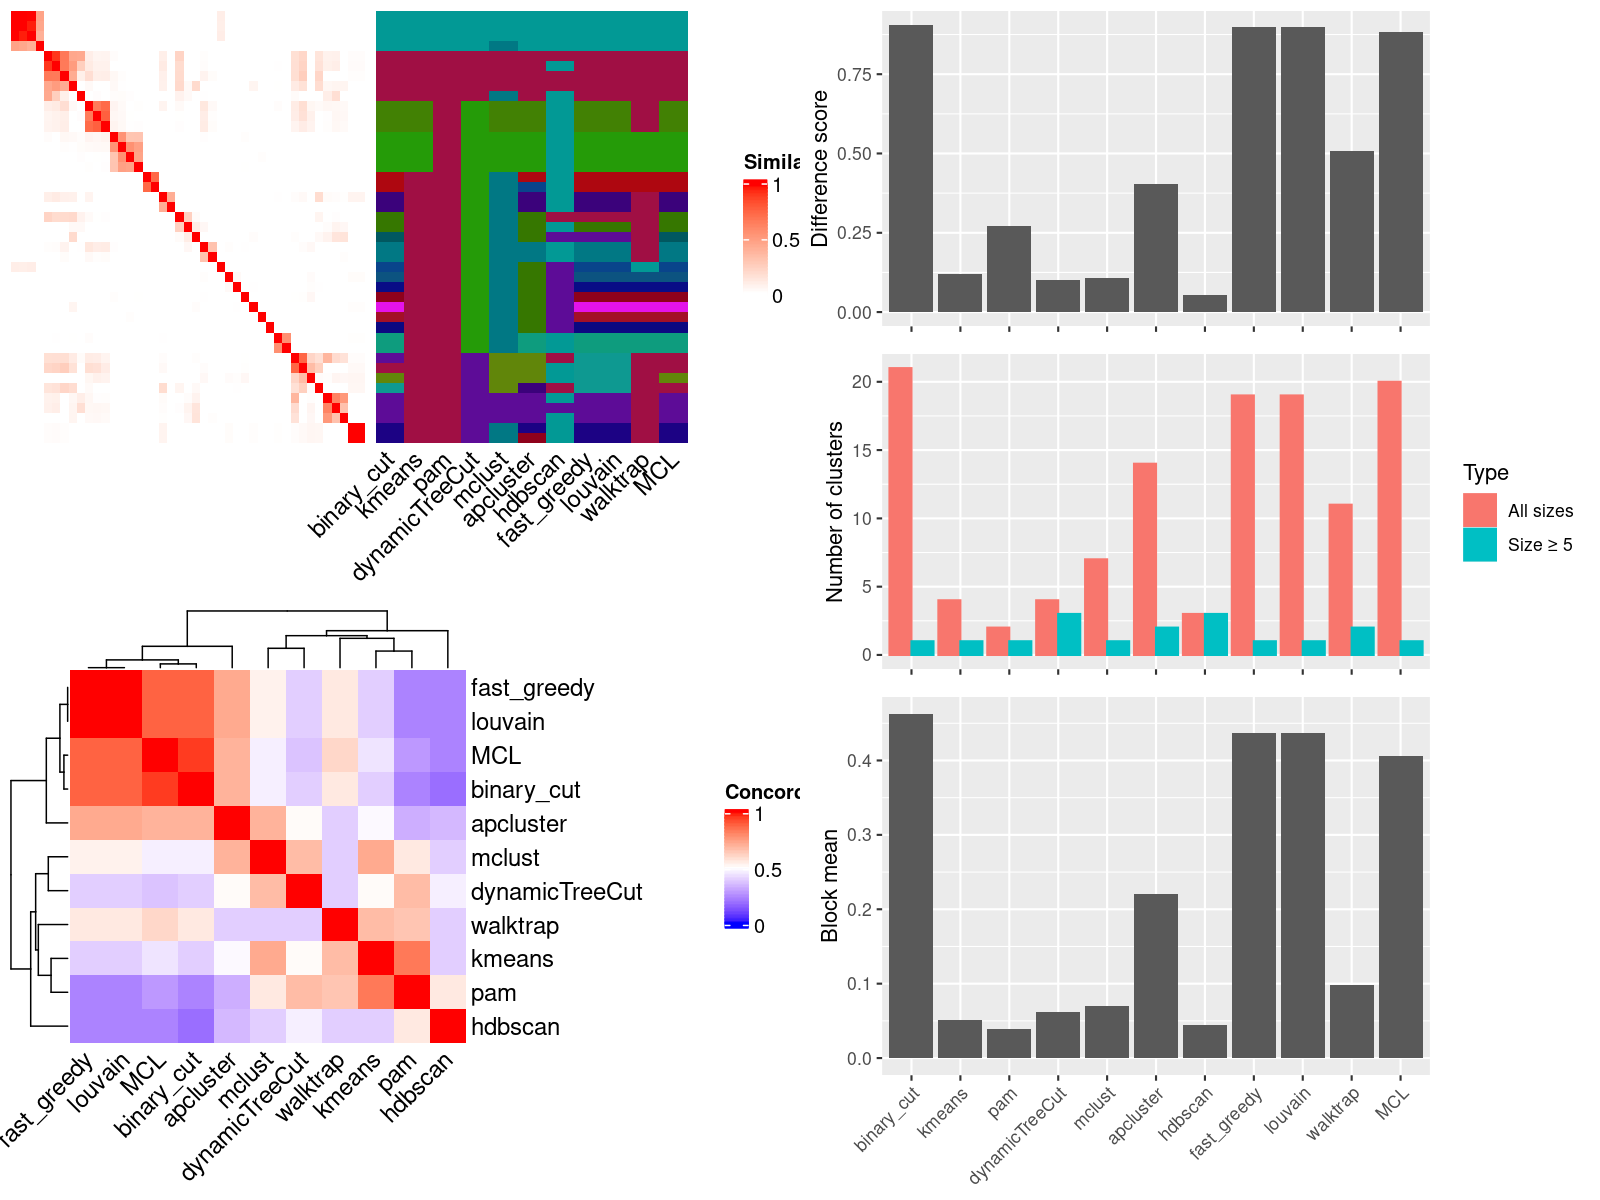 Simila
1
0.5
0
binary_cut
kmeans
pam
dynamicTreeCut
mclust
apcluster
hdbscan
fast_greedy
louvain
walktrap
MCL
Difference score
0.75
0.50
0.25
0.00
Number of clusters
20
15
10
5
0
Type
All sizes
Size ≥ 5
fast_greedy
louvain
MCL
binary_cut
apcluster
mclust
dynamicTreeCut
walktrap
kmeans
pam
hdbscan
fast_greedy
louvain
MCL
binary_cut
apcluster
mclust
dynamicTreeCut
walktrap
kmeans
pam
hdbscan
Concord
1
0.5
0
Block mean
0.4
0.3
0.2
0.1
0.0
binary_cut
kmeans
pam
dynamicTreeCut
mclust
apcluster
hdbscan
fast_greedy
louvain
walktrap
MCL